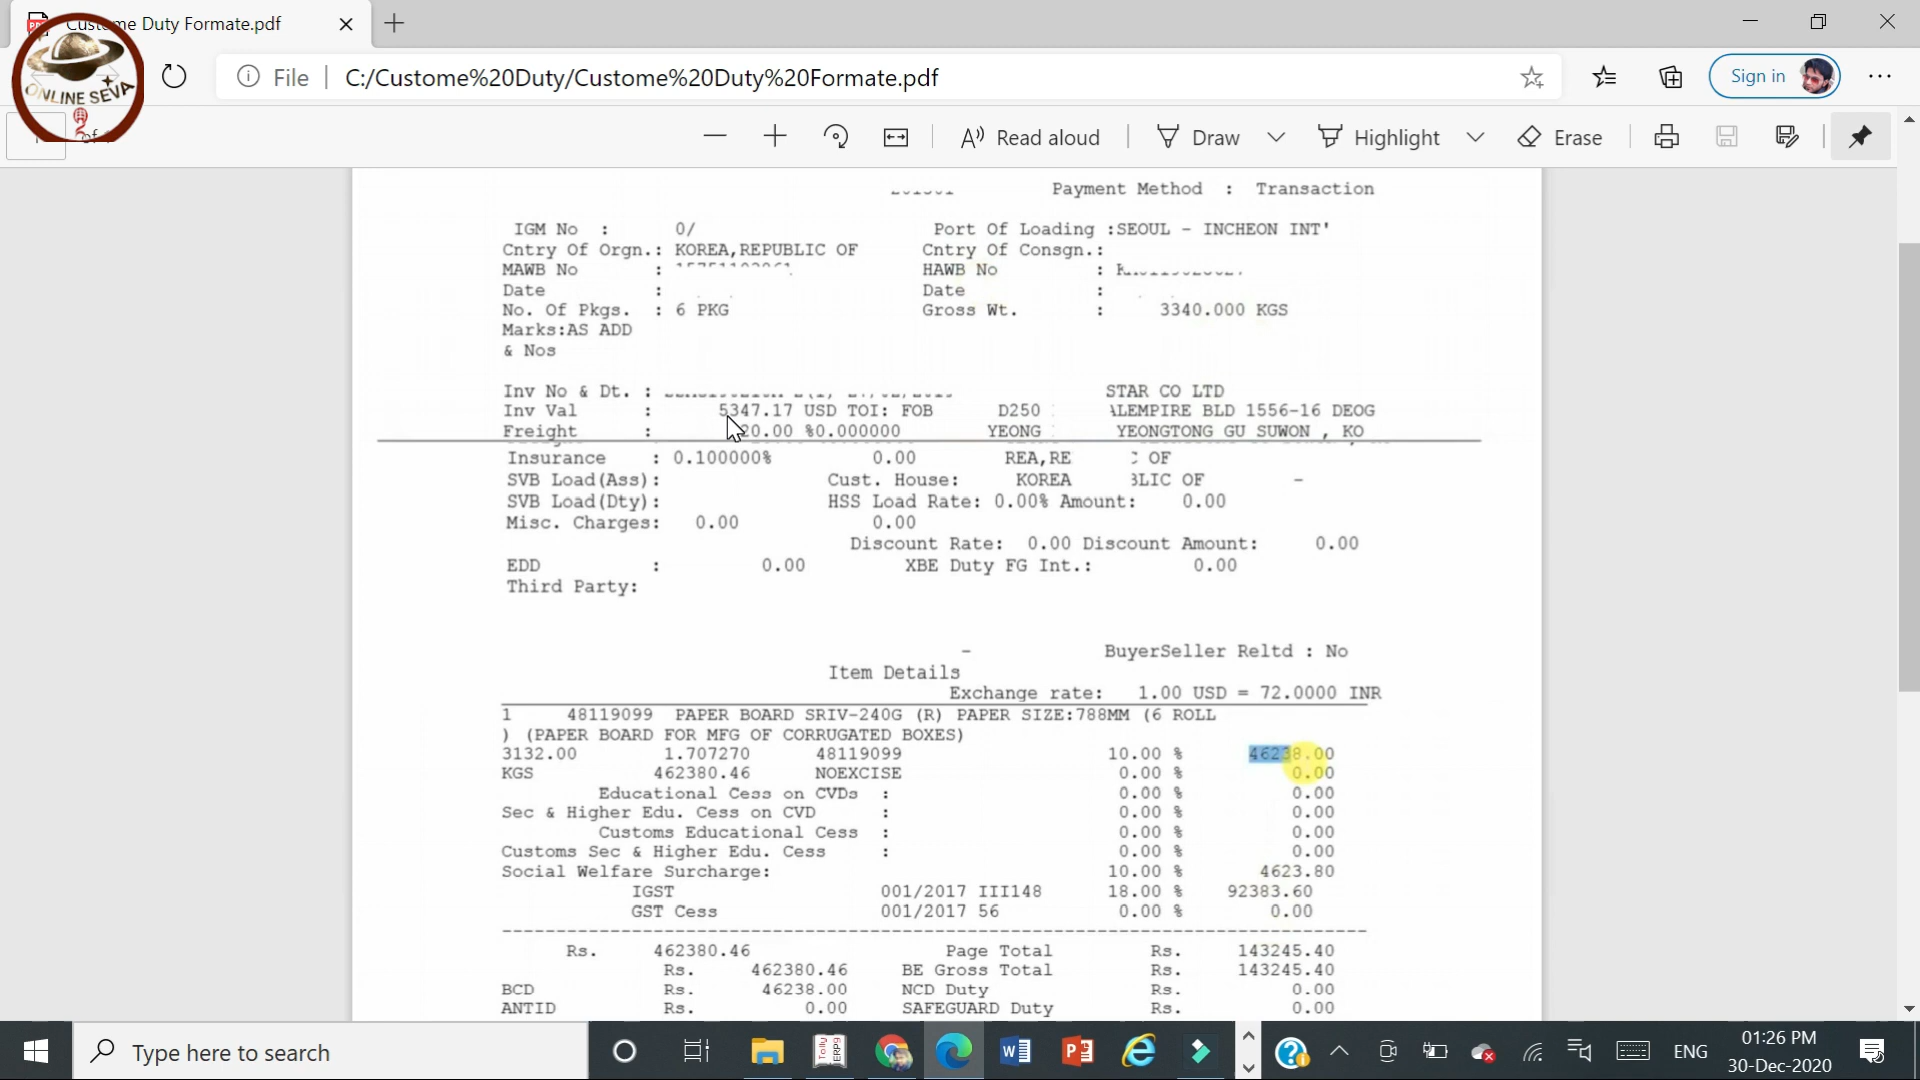 Custome Duty Formate.pdf
ONLINE SEVA
File
C:/Custome%20Duty/Custome%20Duty%20Formate.pdf
Sign in
Read aloud
Draw
Highlight
Erase
Payment Method : Transaction
IGM No : 0/ Port Of Loading :SEOUL - INCHEON INT'
Cntry Of Orgn.: KOREA,REPUBLIC OF Cntry Of Consgn.:
MAWB No : HAWB No :
Date : Date :
No. Of Pkgs. : 6 PKG Gross Wt. : 3340.000 KGS
Marks:AS ADD
& Nos
Inv No & Dt. : STAR CO LTD
Inv Val : 5347.17 USD TOI: FOB D250 ALEMPIRE BLD 1556-16 DEOG
Freight : 20.00 %0.000000 YEONG YEONGTONG GU SUWON , KO
Insurance : 0.100000% 0.00 REA,RE OF
SVB Load(Ass): Cust. House: KOREA BLIC OF -
SVB Load(Dty): HSS Load Rate: 0.00% Amount: 0.00
Misc. Charges: 0.00 0.00
Discount Rate: 0.00 Discount Amount: 0.00
EDD : 0.00 XBE Duty FG Int.: 0.00
Third Party:
- BuyerSeller Reltd : No
Item Details
Exchange rate: 1.00 USD = 72.0000 INR
1 48119099 PAPER BOARD SRIV-240G (R) PAPER SIZE:788MM (6 ROLL
) (PAPER BOARD FOR MFG OF CORRUGATED BOXES)
3132.00 1.707270 48119099 10.00 % 46238.00
KGS 462380.46 NOEXCISE 0.00 % 0.00
Educational Cess on CVDs : 0.00 % 0.00
Sec & Higher Edu. Cess on CVD : 0.00 % 0.00
Customs Educational Cess : 0.00 % 0.00
Customs Sec & Higher Edu. Cess : 0.00 % 0.00
Social Welfare Surcharge: 10.00 % 4623.80
IGST 001/2017 III148 18.00 % 92383.60
GST Cess 001/2017 56 0.00 % 0.00
Rs. 462380.46 Page Total Rs. 143245.40
Rs. 462380.46 BE Gross Total Rs. 143245.40
BCD Rs. 46238.00 NCD Duty Rs. 0.00
ANTID Rs. 0.00 SAFEGUARD Duty Rs. 0.00
Type here to search
ENG
01:26 PM
30-Dec-2020